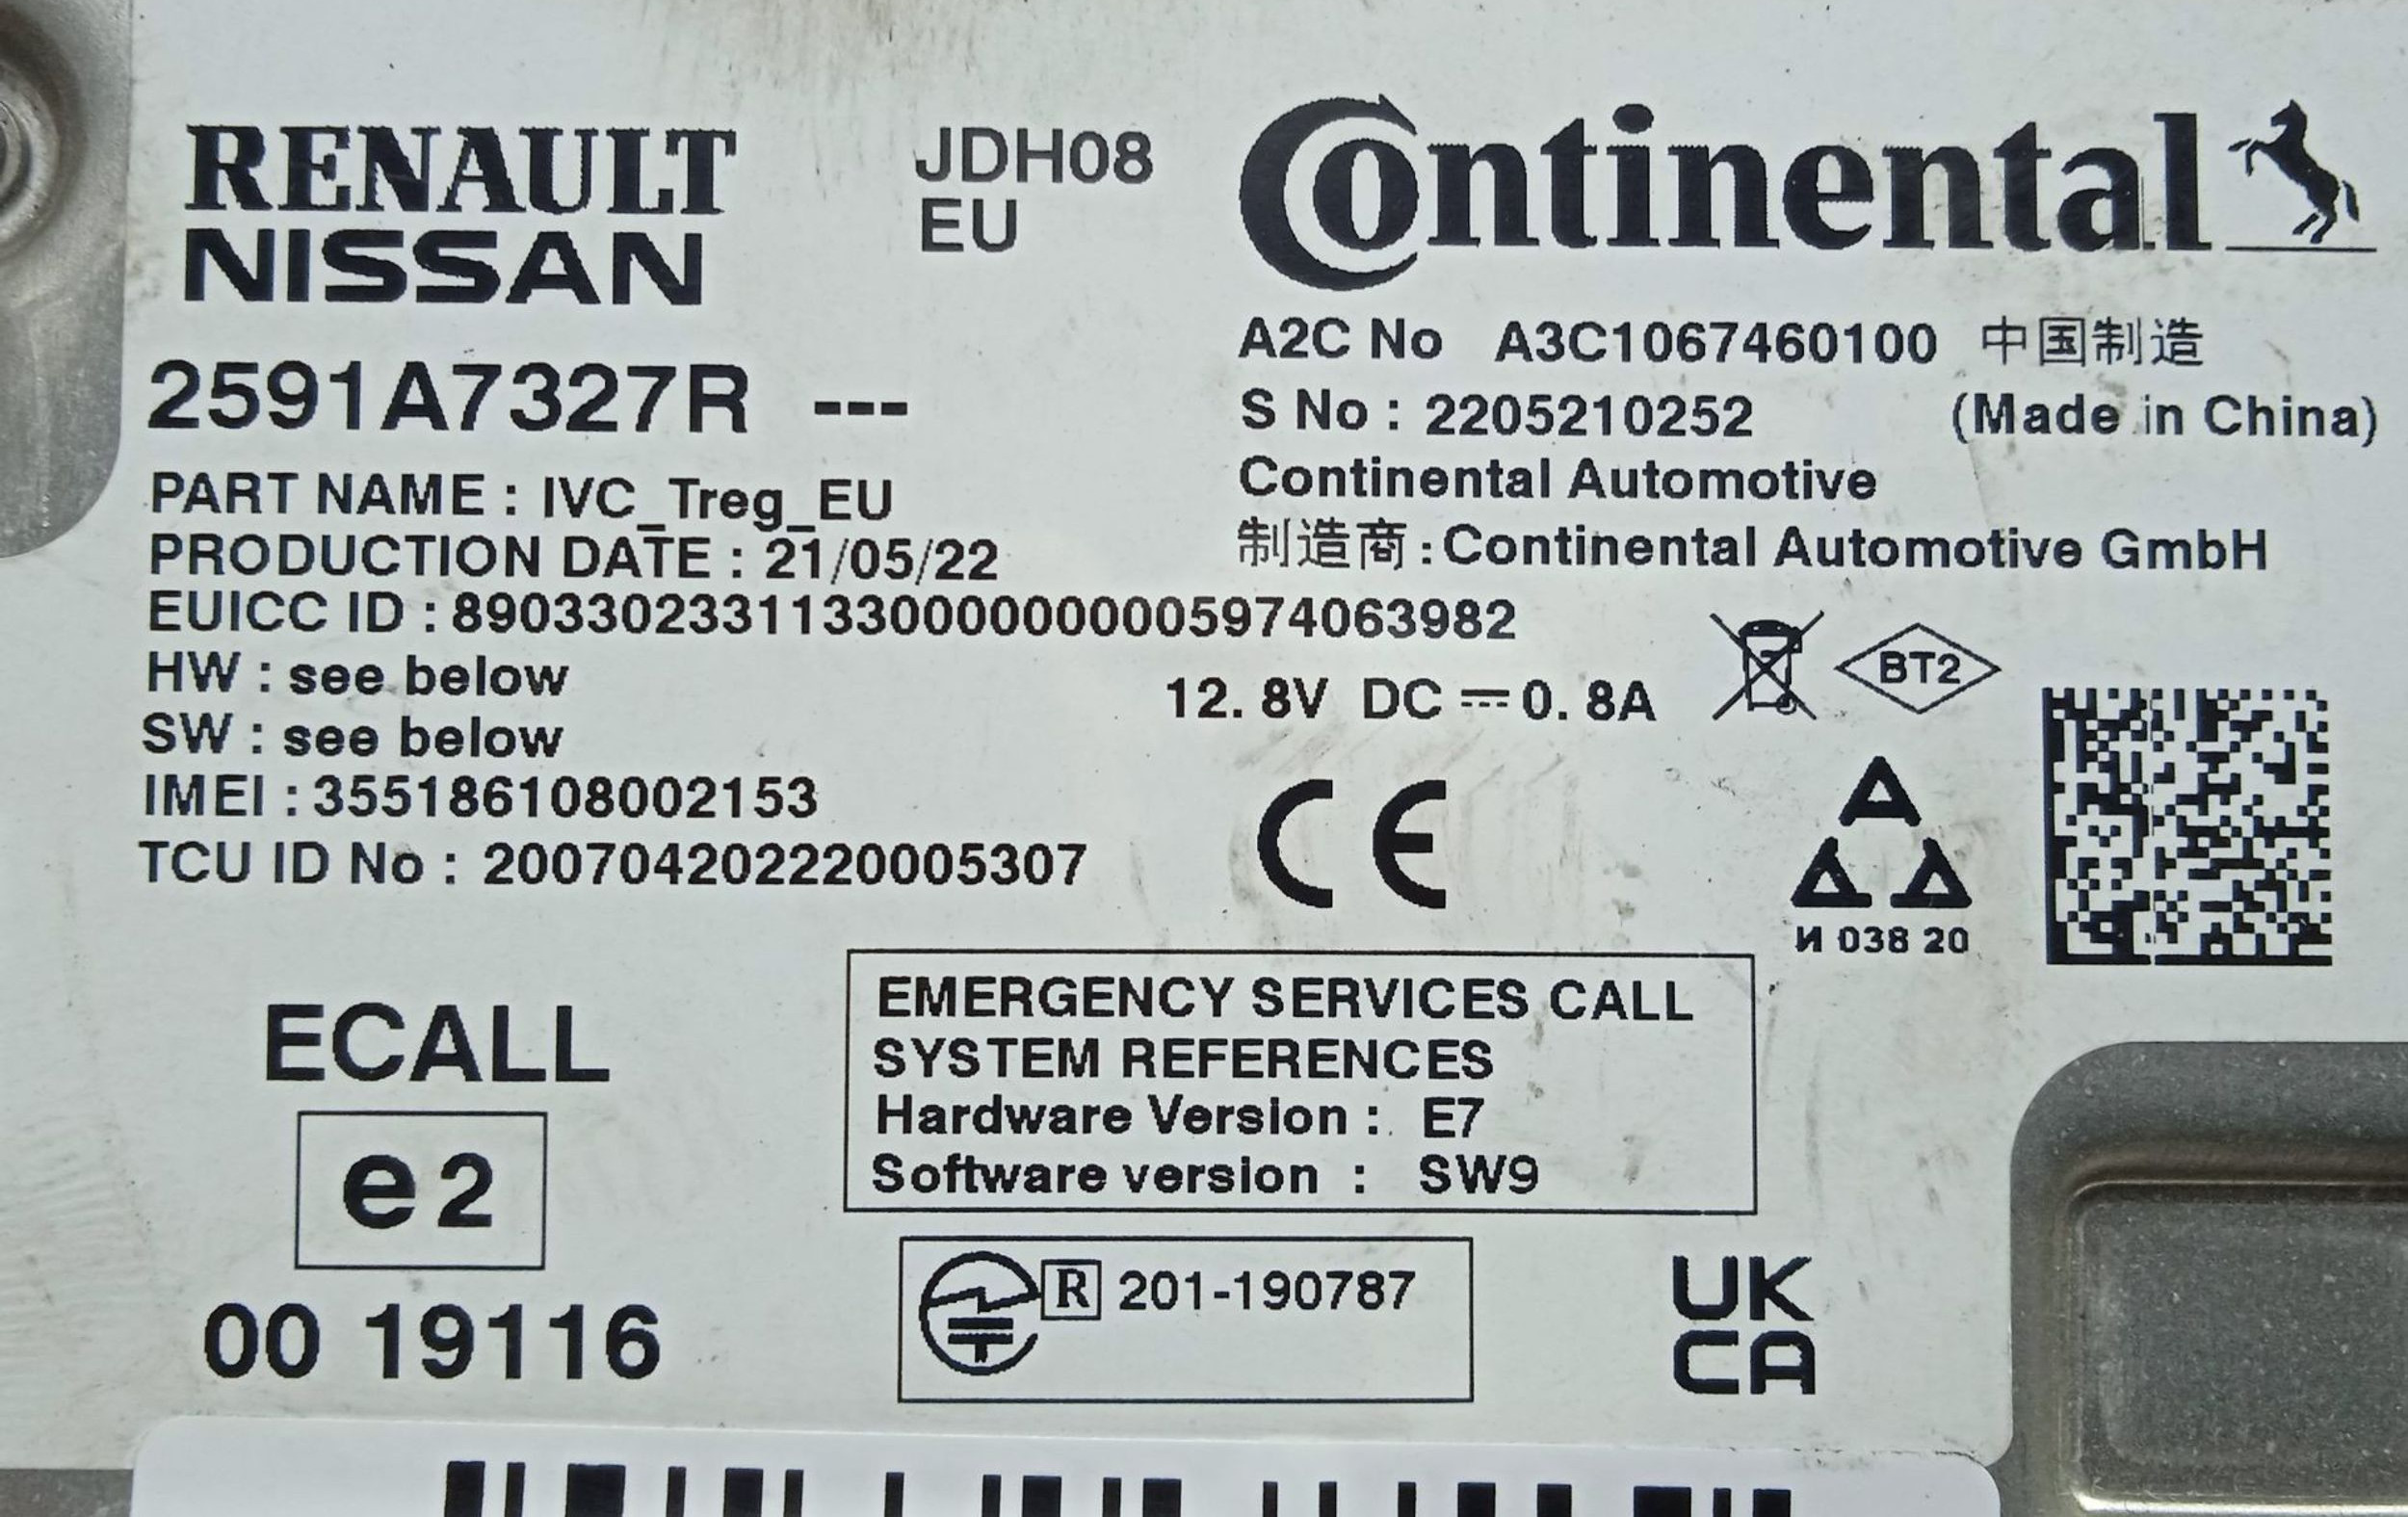 RENAULT
NISSAN
JDH08
EU
Continental
2591A7327R ---
A2C No A3C1067460100 中国制造
S No : 2205210252 (Made in China)
Continental Automotive
制造商 : Continental Automotive GmbH
PART NAME : IVC_Treg_EU
PRODUCTION DATE : 21/05/22
EUICC ID : 89033023311330000000005974063982
HW : see below
SW : see below
12.8V DC 0.8A
BT2
IMEI : 355186108002153
TCU ID No : 200704202220005307
CE
A
A A
И 038 20
ECALL
e2
00 19116
EMERGENCY SERVICES CALL
SYSTEM REFERENCES
Hardware Version : E7
Software version : SW9
R 201-190787
UK
CA